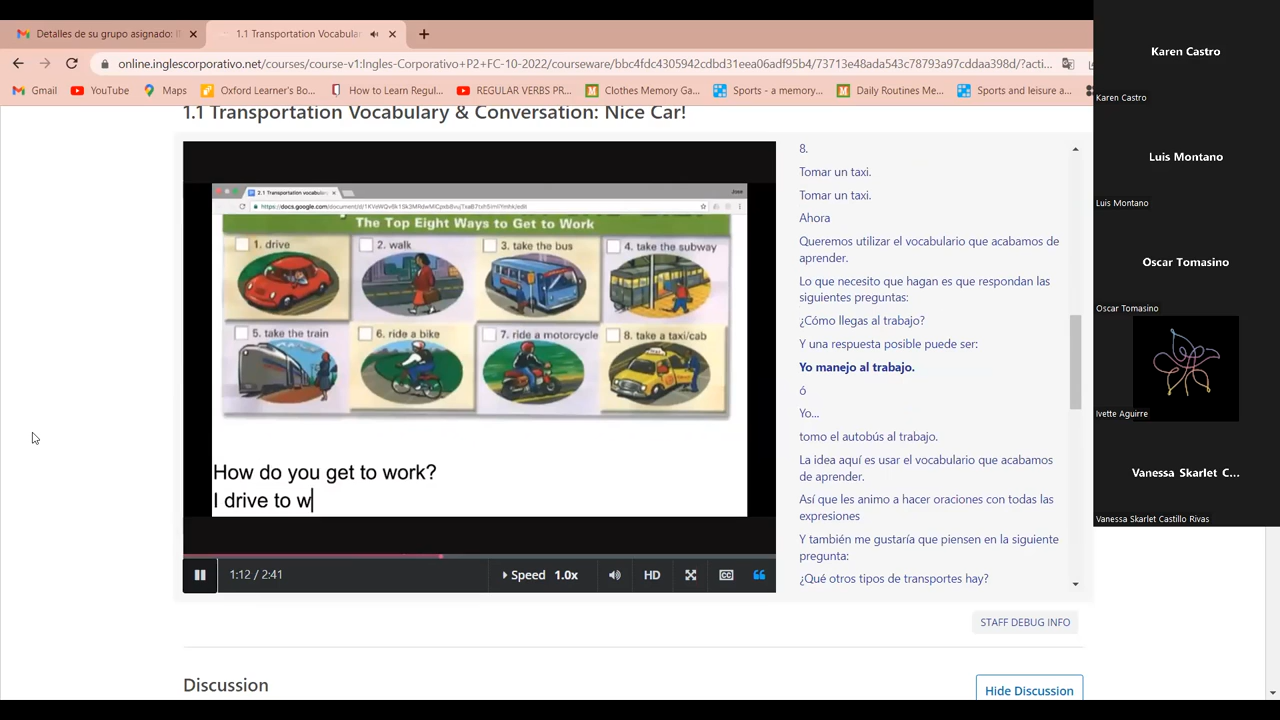 Detalles de su grupo asignado: I
1.1 Transportation Vocabular
online.inglescorporativo.net/courses/course-v1:Ingles-Corporativo+P2+FC-10-2022/courseware/bbc4fdc4305942cdbd31eea06adf95b4/73713e48ada543c78793a97cddaa398d/?acti...
Gmail
YouTube
Maps
Oxford Learner's Bo...
How to Learn Regul...
REGULAR VERBS PR...
Clothes Memory Ga...
Sports - a memory...
Daily Routines Me...
Sports and leisure a...
1.1 Transportation Vocabulary & Conversation: Nice Car!
2.1 Transportation vocabular
The Top Eight Ways to Get to Work
1. drive
2. walk
3. take the bus
4. take the subway
5. take the train
6. ride a bike
7. ride a motorcycle
8. take a taxi/cab
How do you get to work?
I drive to w
1:12 / 2:41
Speed 1.0x
HD
CC
8.
Tomar un taxi.
Tomar un taxi.
Ahora
Queremos utilizar el vocabulario que acabamos de
aprender.
Lo que necesito que hagan es que respondan las
siguientes preguntas:
¿Cómo llegas al trabajo?
Y una respuesta posible puede ser:
Yo manejo al trabajo.
ó
Yo...
tomo el autobús al trabajo.
La idea aquí es usar el vocabulario que acabamos
de aprender.
Así que les animo a hacer oraciones con todas las
expresiones
Y también me gustaría que piensen en la siguiente
pregunta:
¿Qué otros tipos de transportes hay?
STAFF DEBUG INFO
Discussion
Hide Discussion
Karen Castro
Karen Castro
Luis Montano
Luis Montano
Oscar Tomasino
Oscar Tomasino
Ivette Aguirre
Vanessa Skarlet C...
Vanessa Skarlet Castillo Rivas